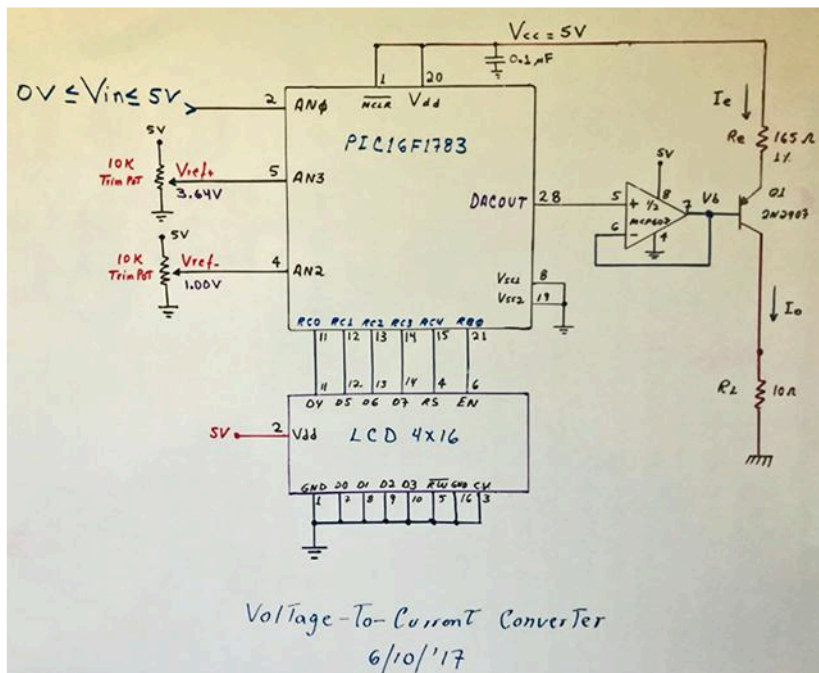 Vcc = 5V
0.1 µF
0V ≤ Vin ≤ 5V
2 ANϕ
1 20
MCLR Vdd
PIC16F1783
5V
10K
Trim Pot
Vref+
3.64V
5 AN3
5V
10K
Trim Pot
Vref-
1.00V
4 AN2
DACOUT 28
Vss1 8
Vss2 19
RC0 RC1 RC2 RC3 RC4 RBϕ
11 12 13 14 15 21
5V
8
5 + 1/2 7 Vb
MCP602
6 -
4
Ie
Re 165 Ω
1%
Q1
2N2907
Io
RL 10Ω
11 12 13 14 4 6
D4 D5 D6 D7 RS EN
5V 2 Vdd
LCD 4x16
GND D0 D1 D2 D3 RW GND CV
1 7 8 9 10 5 16 3
Voltage-To-Current Converter
6/10/'17